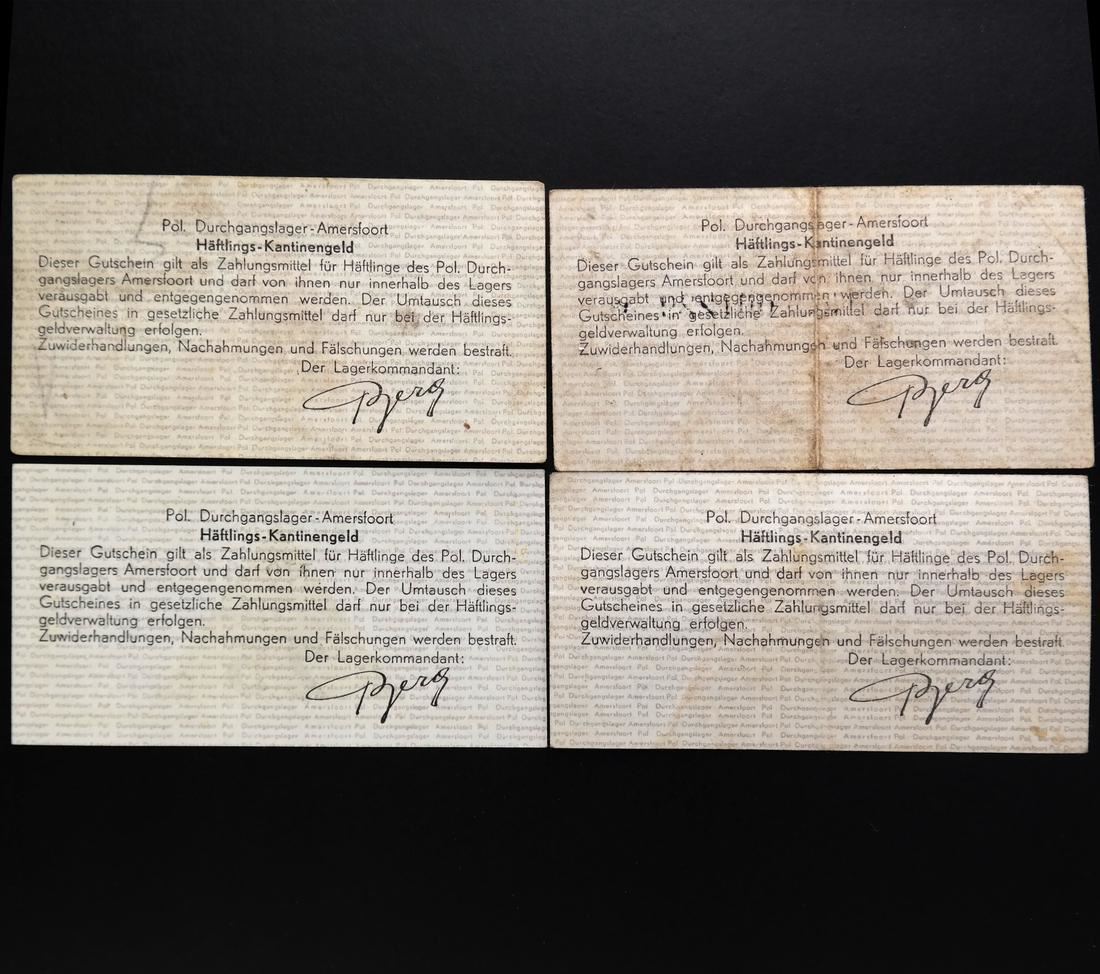 Pol. Durchgangslager-Amersfoort
Häftlings-Kantinengeld
Dieser Gutschein gilt als Zahlungsmittel für Häftlinge des Pol. Durch-
gangslagers Amersfoort und darf von ihnen nur innerhalb des Lagers
verausgabt und entgegengenommen werden. Der Umtausch dieses
Gutscheines in gesetzliche Zahlungsmittel darf nur bei der Häftlings-
geldverwaltung erfolgen.
Zuwiderhandlungen, Nachahmungen und Fälschungen werden bestraft.
Der Lagerkommandant:
Berg
Pol. Durchgangslager-Amersfoort
Häftlings-Kantinengeld
Dieser Gutschein gilt als Zahlungsmittel für Häftlinge des Pol. Durch-
gangslagers Amersfoort und darf von ihnen nur innerhalb des Lagers
verausgabt und entgegengenommen werden. Der Umtausch dieses
Gutscheines in gesetzliche Zahlungsmittel darf nur bei der Häftlings-
geldverwaltung erfolgen.
Zuwiderhandlungen, Nachahmungen und Fälschungen werden bestraft.
Der Lagerkommandant:
Berg
Pol. Durchgangslager-Amersfoort
Häftlings-Kantinengeld
Dieser Gutschein gilt als Zahlungsmittel für Häftlinge des Pol. Durch-
gangslagers Amersfoort und darf von ihnen nur innerhalb des Lagers
verausgabt und entgegengenommen werden. Der Umtausch dieses
Gutscheines in gesetzliche Zahlungsmittel darf nur bei der Häftlings-
geldverwaltung erfolgen.
Zuwiderhandlungen, Nachahmungen und Fälschungen werden bestraft.
Der Lagerkommandant:
Berg
Pol. Durchgangslager-Amersfoort
Häftlings-Kantinengeld
Dieser Gutschein gilt als Zahlungsmittel für Häftlinge des Pol. Durch-
gangslagers Amersfoort und darf von ihnen nur innerhalb des Lagers
verausgabt und entgegengenommen werden. Der Umtausch dieses
Gutscheines in gesetzliche Zahlungsmittel darf nur bei der Häftlings-
geldverwaltung erfolgen.
Zuwiderhandlungen, Nachahmungen und Fälschungen werden bestraft.
Der Lagerkommandant:
Berg